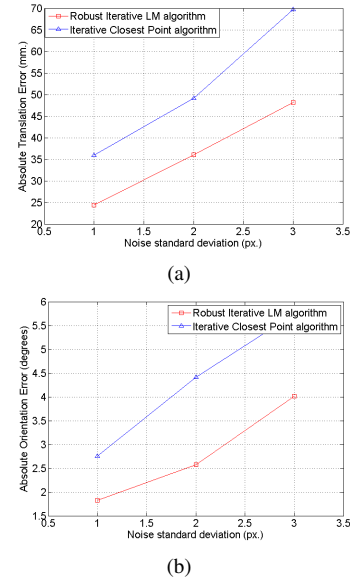 70
Robust Iterative LM algorithm
65
Iterative Closest Point algorithm
60
55
50
45
40
35
30
25
20
Absolute Translation Error (mm.)
0.5 1 1.5 2 2.5 3 3.5
Noise standard deviation (px.)
(a)
6
Robust Iterative LM algorithm
5.5
Iterative Closest Point algorithm
5
4.5
4
3.5
3
2.5
2
1.5
Absolute Orientation Error (degrees)
0.5 1 1.5 2 2.5 3 3.5
Noise standard deviation (px.)
(b)